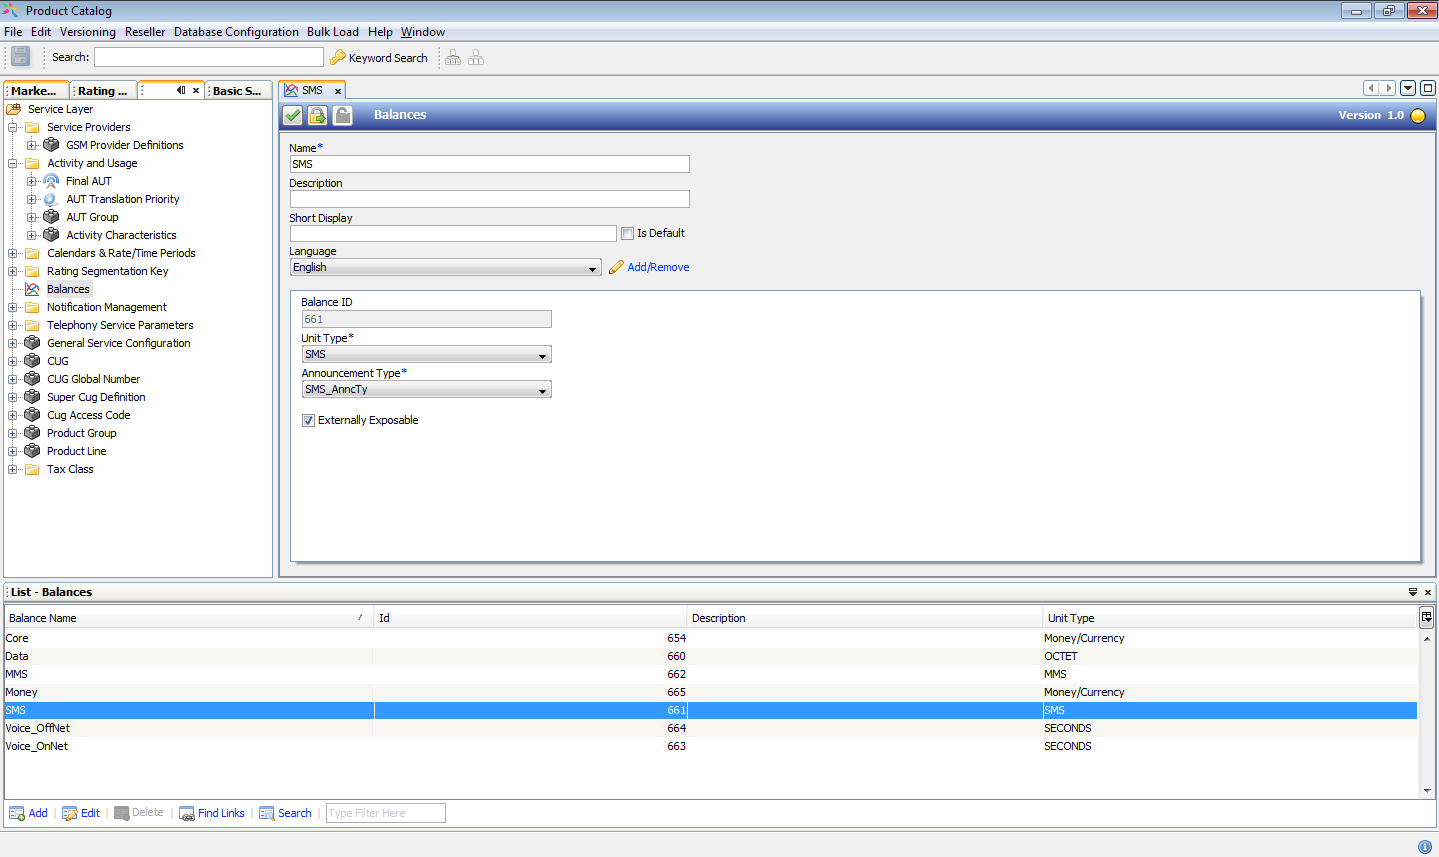 Product Catalog
File Edit Versioning Reseller Database Configuration Bulk Load Help Window
Search: Keyword Search
Marke... Rating ... Basic S...
Service Layer
Service Providers
GSM Provider Definitions
Activity and Usage
Final AUT
AUT Translation Priority
AUT Group
Activity Characteristics
Calendars & Rate/Time Periods
Rating Segmentation Key
Balances
Notification Management
Telephony Service Parameters
General Service Configuration
CUG
CUG Global Number
Super Cug Definition
Cug Access Code
Product Group
Product Line
Tax Class
SMS
Balances Version 1.0
Name*
SMS
Description
Short Display
Is Default
Language
English Add/Remove
Balance ID
661
Unit Type*
SMS
Announcement Type*
SMS_AnncTy
Externally Exposable
List - Balances
Balance Name Id Description Unit Type
Core 654 Money/Currency
Data 660 OCTET
MMS 662 MMS
Money 665 Money/Currency
SMS 661 SMS
Voice_OffNet 664 SECONDS
Voice_OnNet 663 SECONDS
Add Edit Delete Find Links Search Type Filter Here